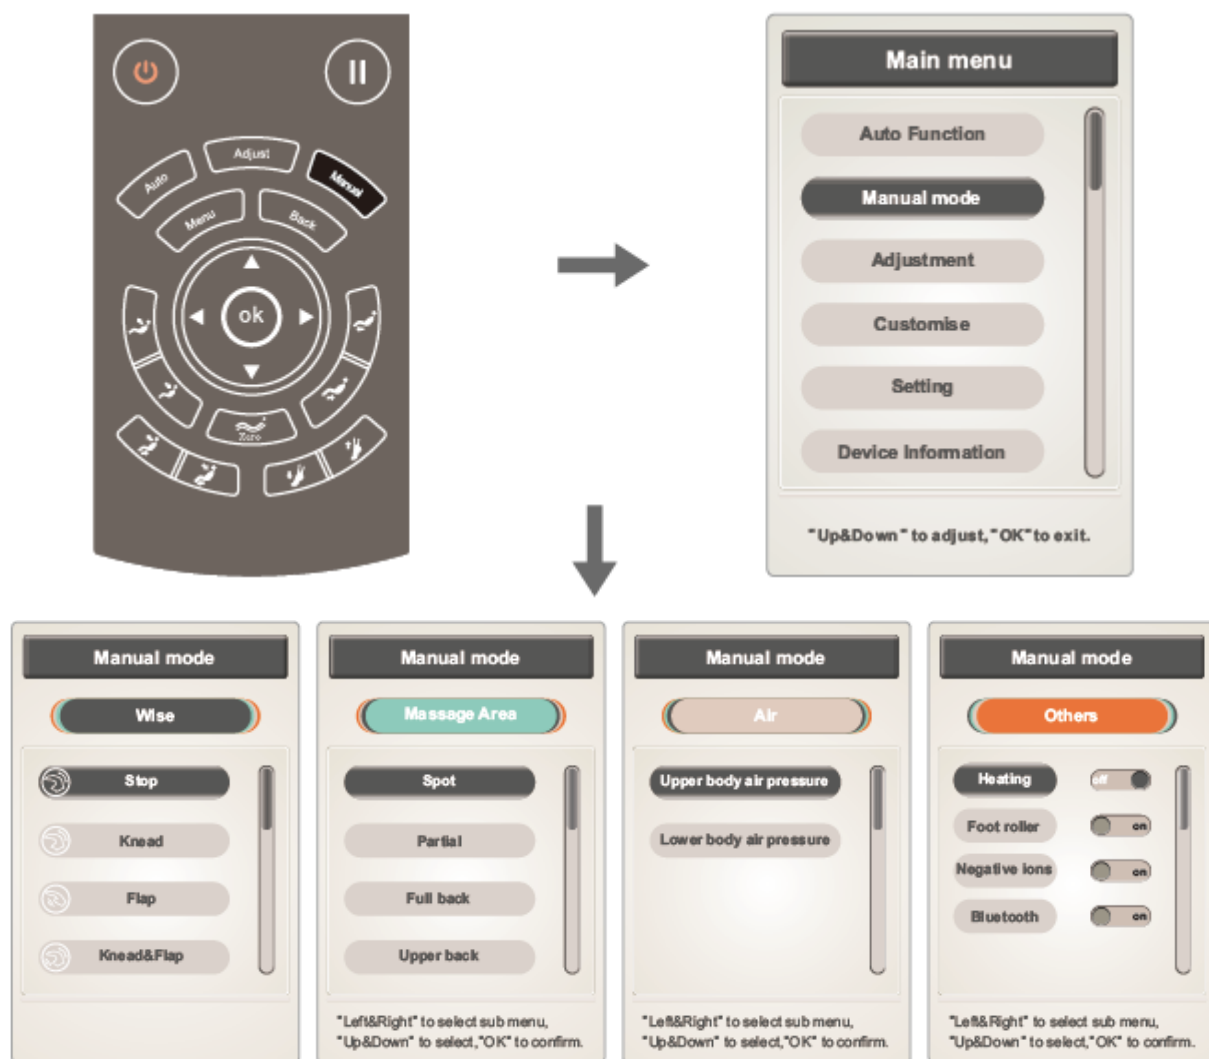 Auto
Adjust
Manual
Menu
Back
ok
Zero
Main menu
Auto Function
Manual mode
Adjustment
Customise
Setting
Device Information
"Up&Down" to adjust,"OK"to exit.
Manual mode
Wise
Stop
Knead
Flap
Knead&Flap
Manual mode
Massage Area
Spot
Partial
Full back
Upper back
"Left&Right" to select sub menu,
"Up&Down" to select,"OK" to confirm.
Manual mode
Air
Upper body air pressure
Lower body air pressure
"Left&Right" to select sub menu,
"Up&Down" to select,"OK" to confirm.
Manual mode
Others
Heating off
Foot roller on
Negative ions on
Bluetooth on
"Left&Right" to select sub menu,
"Up&Down" to select,"OK" to confirm.